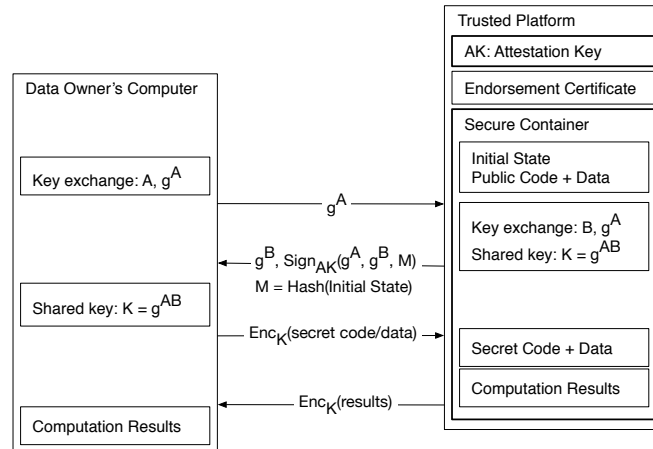 Trusted Platform
AK: Attestation Key
Endorsement Certificate
Data Owner's Computer
Secure Container
Initial State
Public Code + Data
Key exchange: A, g^A
g^A
Key exchange: B, g^A
Shared key: K = g^AB
g^B, Sign_AK(g^A, g^B, M)
M = Hash(Initial State)
Shared key: K = g^AB
Enc_K(secret code/data)
Secret Code + Data
Computation Results
Enc_K(results)
Computation Results